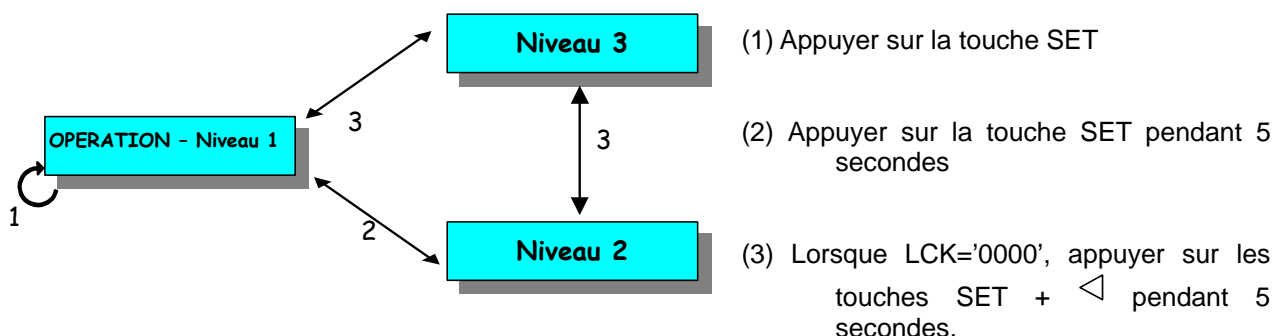 Niveau 3
OPERATION – Niveau 1
3
3
1
2
Niveau 2
(1) Appuyer sur la touche SET
(2) Appuyer sur la touche SET pendant 5
secondes
(3) Lorsque LCK='0000', appuyer sur les
touches SET + ◁ pendant 5
secondes.